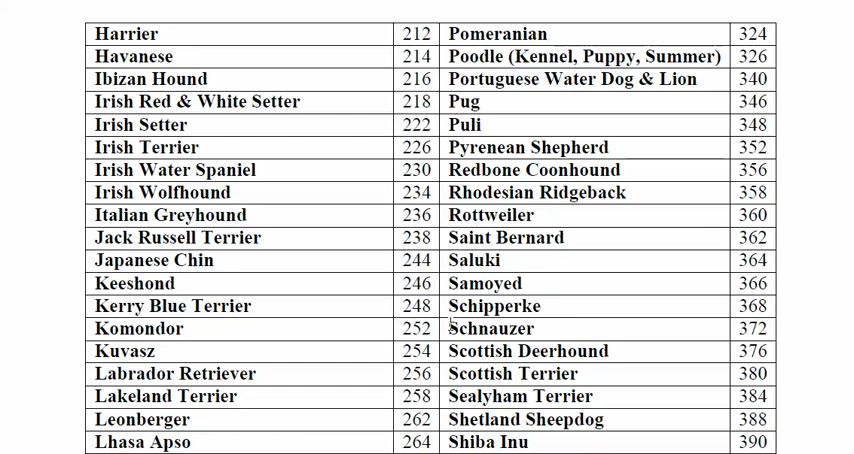 Harrier 212 Pomeranian 324
Havanese 214 Poodle (Kennel, Puppy, Summer) 326
Ibizan Hound 216 Portuguese Water Dog & Lion 340
Irish Red & White Setter 218 Pug 346
Irish Setter 222 Puli 348
Irish Terrier 226 Pyrenean Shepherd 352
Irish Water Spaniel 230 Redbone Coonhound 356
Irish Wolfhound 234 Rhodesian Ridgeback 358
Italian Greyhound 236 Rottweiler 360
Jack Russell Terrier 238 Saint Bernard 362
Japanese Chin 244 Saluki 364
Keeshond 246 Samoyed 366
Kerry Blue Terrier 248 Schipperke 368
Komondor 252 Schnauzer 372
Kuvasz 254 Scottish Deerhound 376
Labrador Retriever 256 Scottish Terrier 380
Lakeland Terrier 258 Sealyham Terrier 384
Leonberger 262 Shetland Sheepdog 388
Lhasa Apso 264 Shiba Inu 390